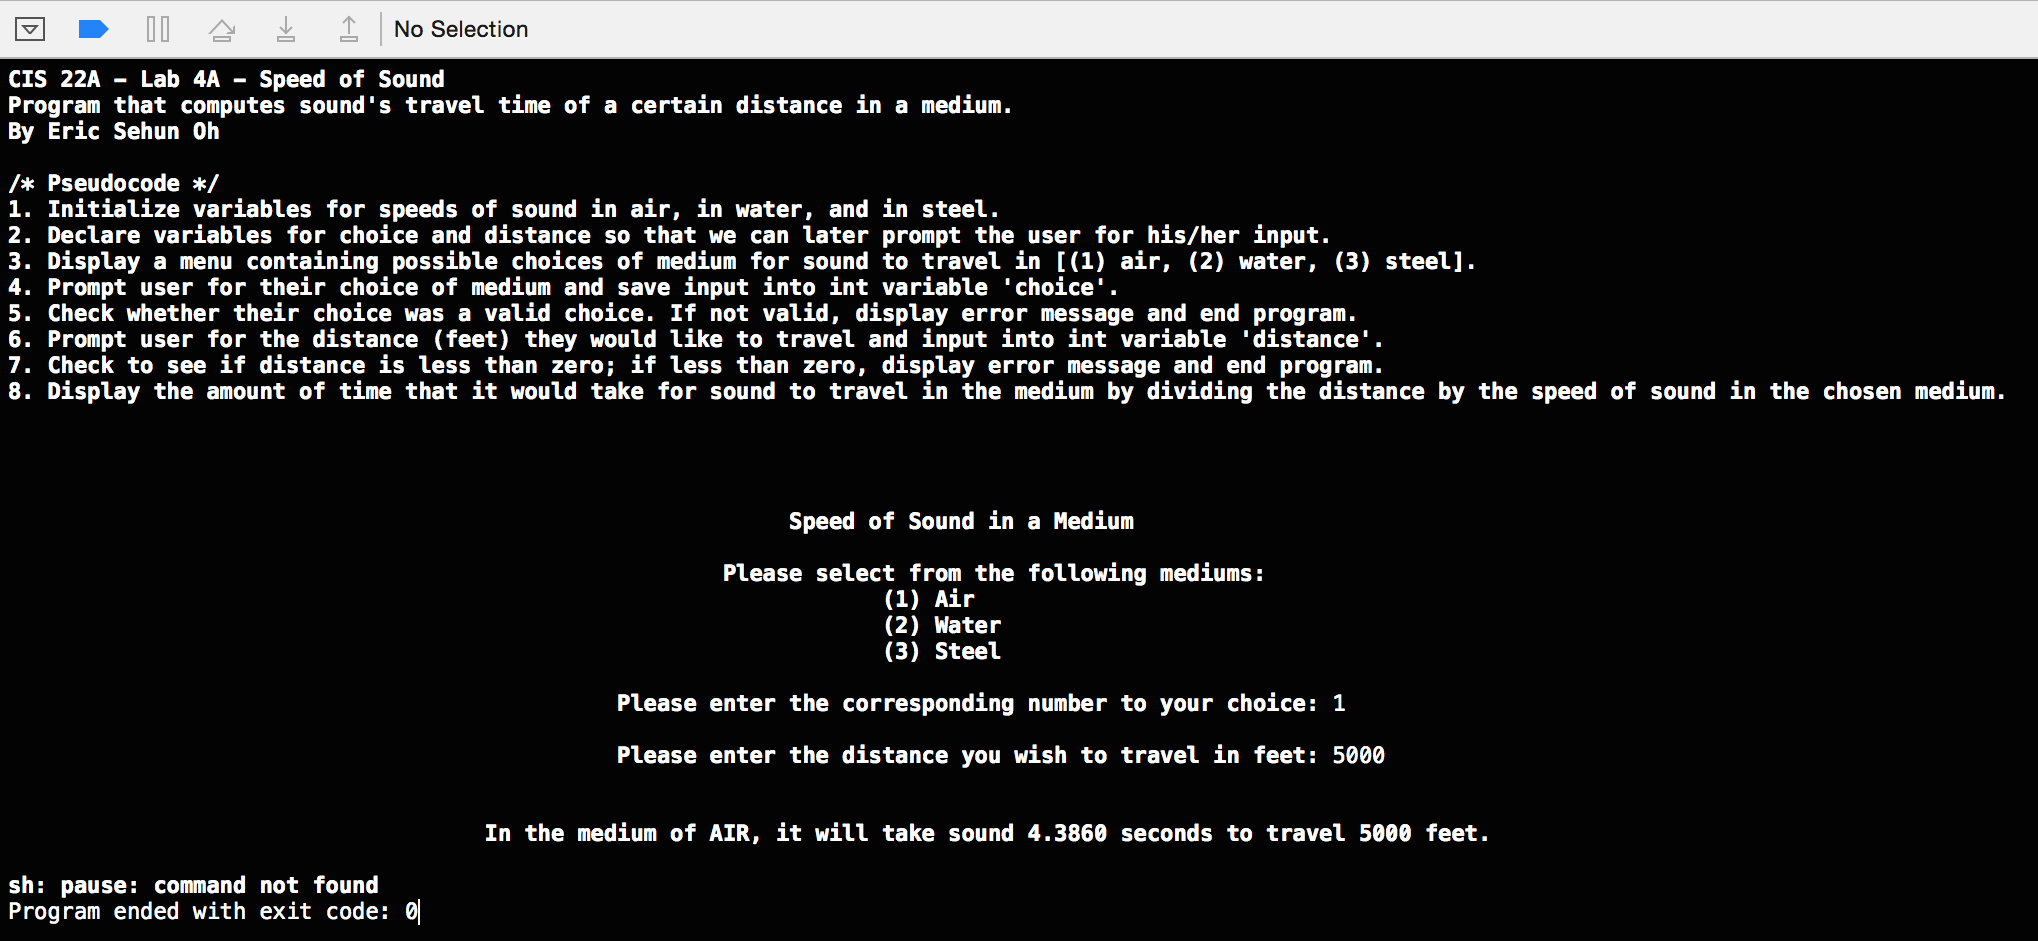 No Selection
CIS 22A – Lab 4A – Speed of Sound
Program that computes sound's travel time of a certain distance in a medium.
By Eric Sehun Oh
/* Pseudocode */
1. Initialize variables for speeds of sound in air, in water, and in steel.
2. Declare variables for choice and distance so that we can later prompt the user for his/her input.
3. Display a menu containing possible choices of medium for sound to travel in [(1) air, (2) water, (3) steel].
4. Prompt user for their choice of medium and save input into int variable 'choice'.
5. Check whether their choice was a valid choice. If not valid, display error message and end program.
6. Prompt user for the distance (feet) they would like to travel and input into int variable 'distance'.
7. Check to see if distance is less than zero; if less than zero, display error message and end program.
8. Display the amount of time that it would take for sound to travel in the medium by dividing the distance by the speed of sound in the chosen medium.
Speed of Sound in a Medium
Please select from the following mediums:
(1) Air
(2) Water
(3) Steel
Please enter the corresponding number to your choice: 1
Please enter the distance you wish to travel in feet: 5000
In the medium of AIR, it will take sound 4.3860 seconds to travel 5000 feet.
sh: pause: command not found
Program ended with exit code: 0